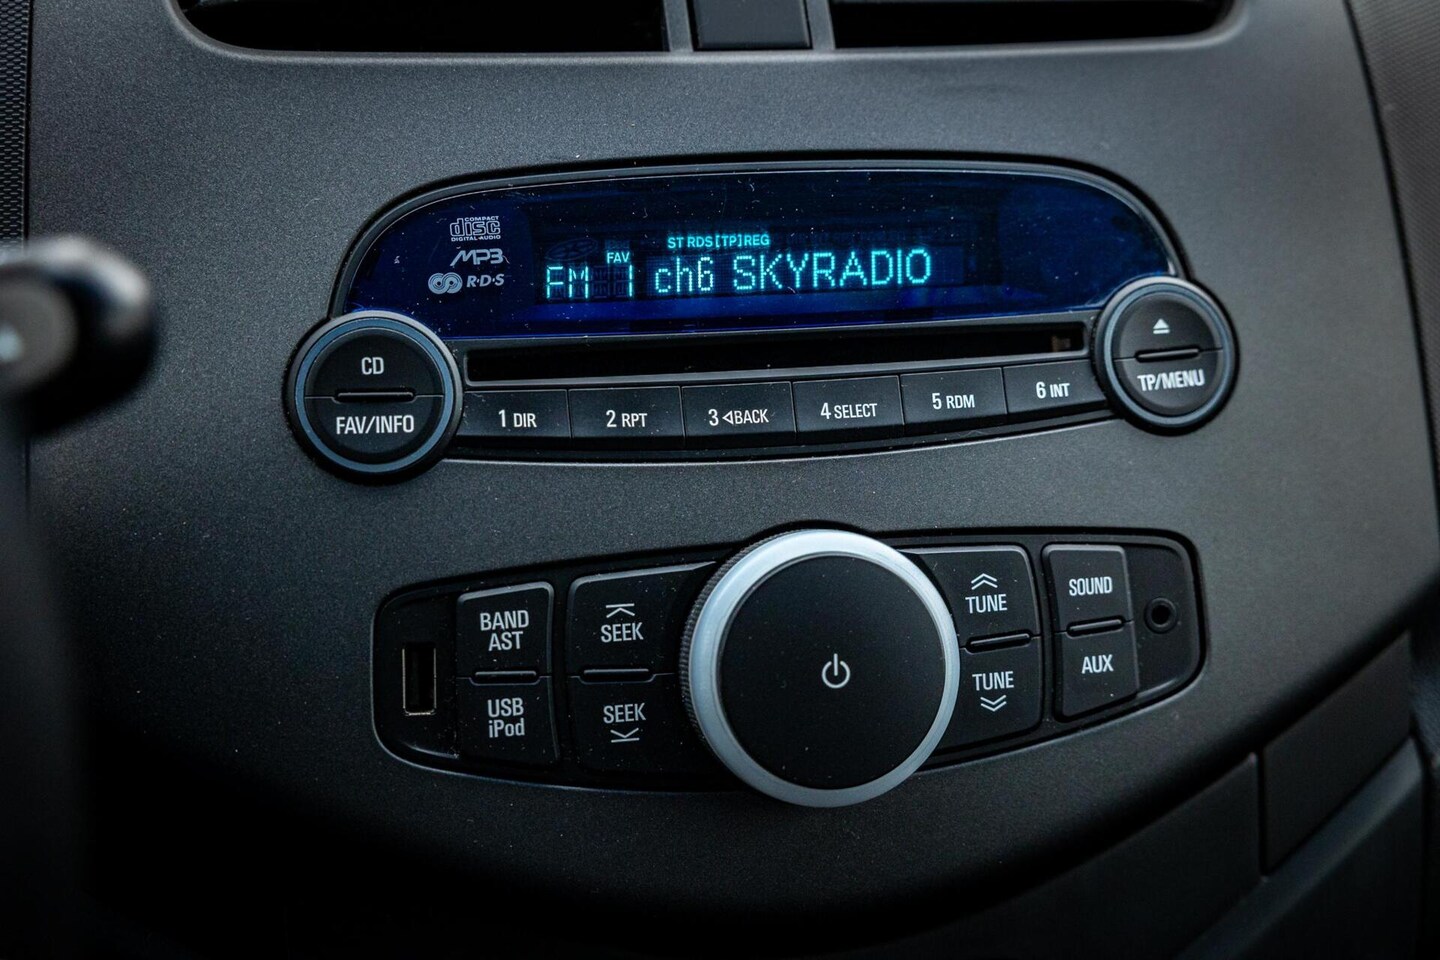 COMPACT
disc
DIGITAL AUDIO
MP3
R·D·S
ST RDS[TP]REG
FAV
FM 1 ch6 SKYRADIO
CD
FAV/INFO
1 DIR
2 RPT
3 ◁BACK
4 SELECT
5 RDM
6 INT
TP/MENU
BAND
AST
USB
iPod
SEEK
SEEK
TUNE
TUNE
SOUND
AUX